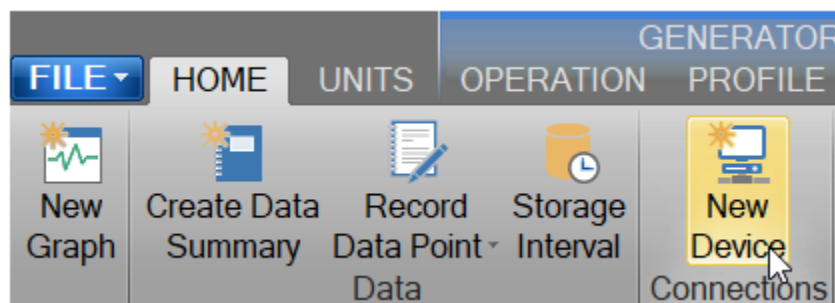 GENERATOR
FILE HOME UNITS OPERATION PROFILE
New Create Data Record Storage New
Graph Summary Data Point Interval Device
Data Connections